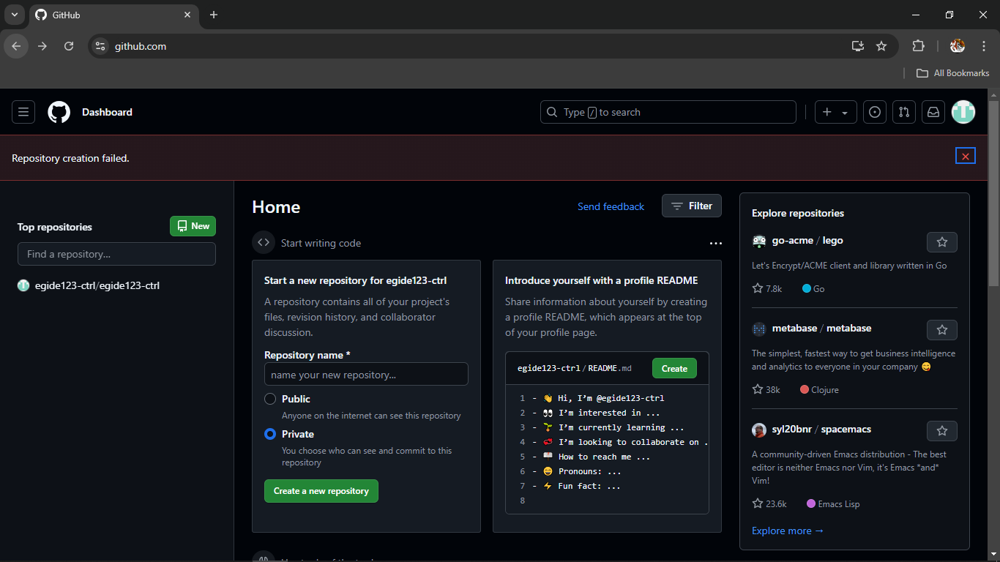 GitHub
github.com
All Bookmarks
Dashboard
Type / to search
Repository creation failed.
Top repositories
New
Find a repository...
egide123-ctrl/egide123-ctrl
Home
Send feedback
Filter
Start writing code
Start a new repository for egide123-ctrl
A repository contains all of your project's
files, revision history, and collaborator
discussion.
Repository name *
name your new repository...
Public
Anyone on the internet can see this repository
Private
You choose who can see and commit to this
repository
Create a new repository
Introduce yourself with a profile README
Share information about yourself by creating
a profile README, which appears at the top
of your profile page.
egide123-ctrl / README.md
Create
1 - 👋 Hi, I’m @egide123-ctrl
2 - 👀 I’m interested in ...
3 - 🌱 I’m currently learning ...
4 - 💞️ I’m looking to collaborate on .
5 - 📫 How to reach me ...
6 - 😄 Pronouns: ...
7 - ⚡ Fun fact: ...
8
Explore repositories
go-acme / lego
Let's Encrypt/ACME client and library written in Go
7.8k Go
metabase / metabase
The simplest, fastest way to get business intelligence
and analytics to everyone in your company 😋
38k Clojure
syl20bnr / spacemacs
A community-driven Emacs distribution - The best
editor is neither Emacs nor Vim, it's Emacs *and*
Vim!
23.6k Emacs Lisp
Explore more →